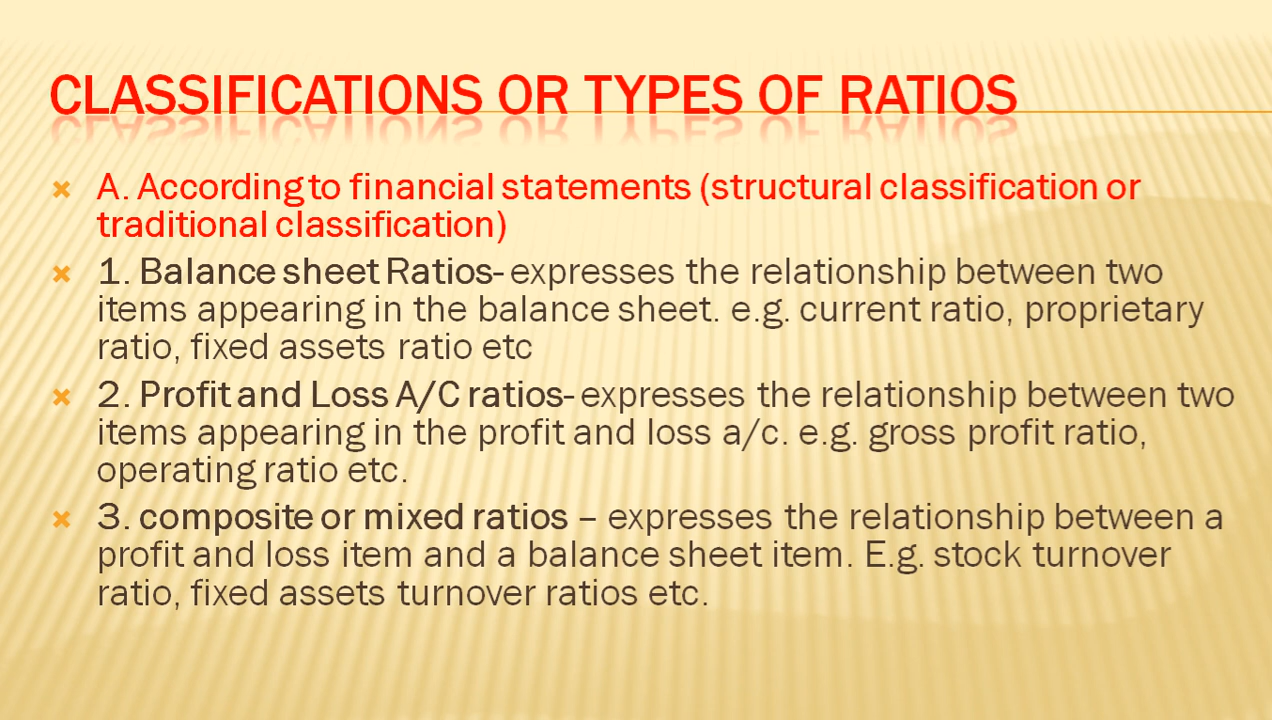 CLASSIFICATIONS OR TYPES OF RATIOS
A. According to financial statements (structural classification or
traditional classification)
1. Balance sheet Ratios- expresses the relationship between two
items appearing in the balance sheet. e.g. current ratio, proprietary
ratio, fixed assets ratio etc
2. Profit and Loss A/C ratios- expresses the relationship between two
items appearing in the profit and loss a/c. e.g. gross profit ratio,
operating ratio etc.
3. composite or mixed ratios – expresses the relationship between a
profit and loss item and a balance sheet item. E.g. stock turnover
ratio, fixed assets turnover ratios etc.